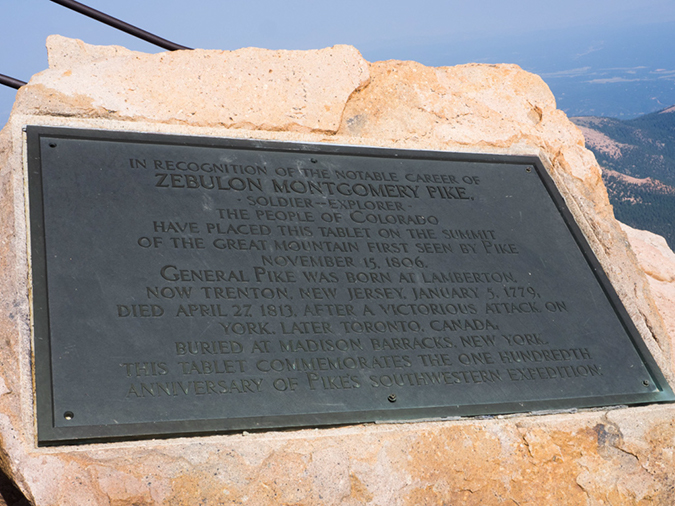 IN RECOGNITION OF THE NOTABLE CAREER OF
ZEBULON MONTGOMERY PIKE,
· SOLDIER – EXPLORER ·
THE PEOPLE OF COLORADO
HAVE PLACED THIS TABLET ON THE SUMMIT
OF THE GREAT MOUNTAIN FIRST SEEN BY PIKE
NOVEMBER 15, 1806.
GENERAL PIKE WAS BORN AT LAMBERTON,
NOW TRENTON, NEW JERSEY, JANUARY 5, 1779,
DIED APRIL 27, 1813, AFTER A VICTORIOUS ATTACK ON
YORK, LATER TORONTO, CANADA.
BURIED AT MADISON BARRACKS, NEW YORK.
THIS TABLET COMMEMORATES THE ONE HUNDREDTH
ANNIVERSARY OF PIKE'S SOUTHWESTERN EXPEDITION.